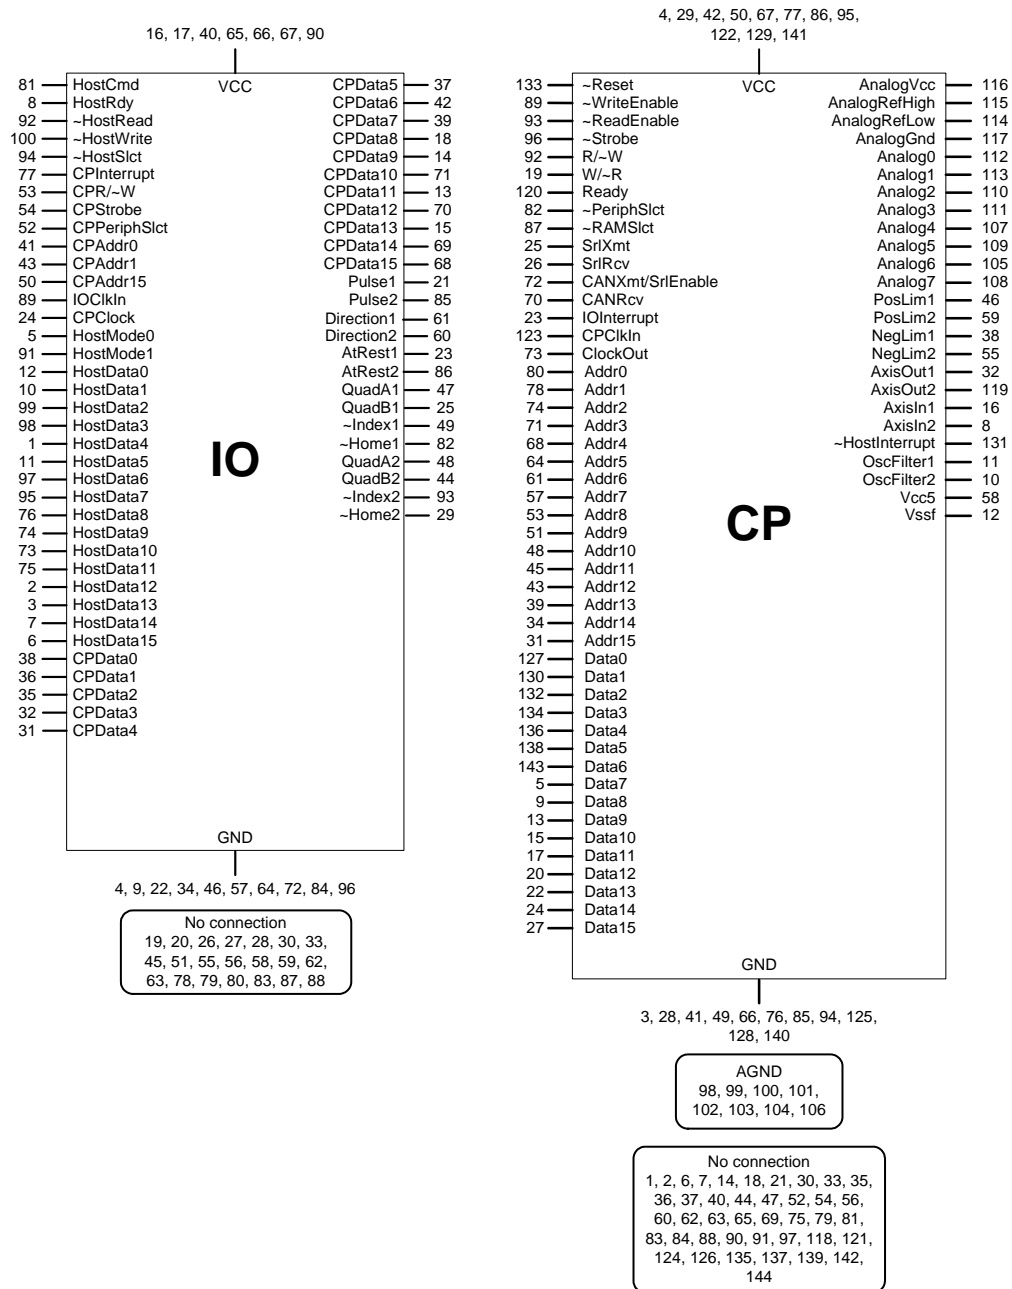 16, 17, 40, 65, 66, 67, 90
VCC
81 HostCmd
8 HostRdy
92 ~HostRead
100 ~HostWrite
94 ~HostSlct
77 CPInterrupt
53 CPR/~W
54 CPStrobe
52 CPPeriphSlct
41 CPAddr0
43 CPAddr1
50 CPAddr15
89 IOClkIn
24 CPClock
5 HostMode0
91 HostMode1
12 HostData0
10 HostData1
99 HostData2
98 HostData3
1 HostData4
11 HostData5
97 HostData6
95 HostData7
76 HostData8
74 HostData9
73 HostData10
75 HostData11
2 HostData12
3 HostData13
7 HostData14
6 HostData15
38 CPData0
36 CPData1
35 CPData2
32 CPData3
31 CPData4
CPData5 37
CPData6 42
CPData7 39
CPData8 18
CPData9 14
CPData10 71
CPData11 13
CPData12 70
CPData13 15
CPData14 69
CPData15 68
Pulse1 21
Pulse2 85
Direction1 61
Direction2 60
AtRest1 23
AtRest2 86
QuadA1 47
QuadB1 25
~Index1 49
~Home1 82
QuadA2 48
QuadB2 44
~Index2 93
~Home2 29
IO
GND
4, 9, 22, 34, 46, 57, 64, 72, 84, 96
No connection
19, 20, 26, 27, 28, 30, 33,
45, 51, 55, 56, 58, 59, 62,
63, 78, 79, 80, 83, 87, 88
4, 29, 42, 50, 67, 77, 86, 95,
122, 129, 141
VCC
133 ~Reset
89 ~WriteEnable
93 ~ReadEnable
96 ~Strobe
92 R/~W
19 W/~R
120 Ready
82 ~PeriphSlct
87 ~RAMSlct
25 SrlXmt
26 SrlRcv
72 CANXmt/SrlEnable
70 CANRcv
23 IOInterrupt
123 CPClkIn
73 ClockOut
80 Addr0
78 Addr1
74 Addr2
71 Addr3
68 Addr4
64 Addr5
61 Addr6
57 Addr7
53 Addr8
51 Addr9
48 Addr10
45 Addr11
43 Addr12
39 Addr13
34 Addr14
31 Addr15
127 Data0
130 Data1
132 Data2
134 Data3
136 Data4
138 Data5
143 Data6
5 Data7
9 Data8
13 Data9
15 Data10
17 Data11
20 Data12
22 Data13
24 Data14
27 Data15
AnalogVcc 116
AnalogRefHigh 115
AnalogRefLow 114
AnalogGnd 117
Analog0 112
Analog1 113
Analog2 110
Analog3 111
Analog4 107
Analog5 109
Analog6 105
Analog7 108
PosLim1 46
PosLim2 59
NegLim1 38
NegLim2 55
AxisOut1 32
AxisOut2 119
AxisIn1 16
AxisIn2 8
~HostInterrupt 131
OscFilter1 11
OscFilter2 10
Vcc5 58
Vssf 12
CP
GND
3, 28, 41, 49, 66, 76, 85, 94, 125,
128, 140
AGND
98, 99, 100, 101,
102, 103, 104, 106
No connection
1, 2, 6, 7, 14, 18, 21, 30, 33, 35,
36, 37, 40, 44, 47, 52, 54, 56,
60, 62, 63, 65, 69, 75, 79, 81,
83, 84, 88, 90, 91, 97, 118, 121,
124, 126, 135, 137, 139, 142,
144